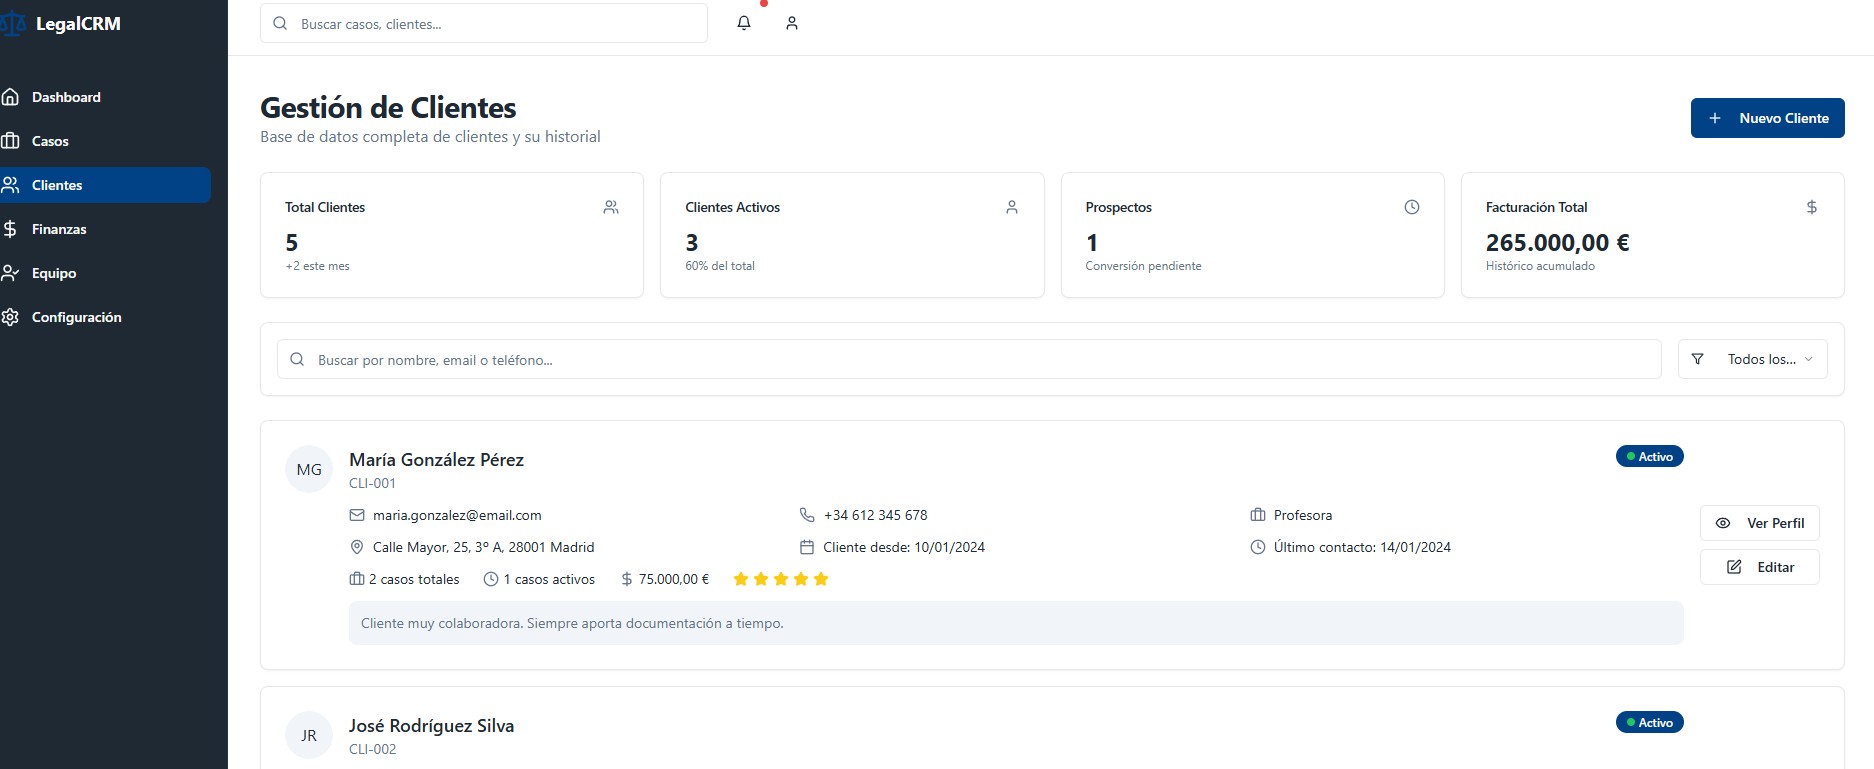 LegalCRM
Buscar casos, clientes...
Dashboard
Casos
Clientes
Finanzas
Equipo
Configuración
Gestión de Clientes
Base de datos completa de clientes y su historial
Nuevo Cliente
Total Clientes
5
+2 este mes
Clientes Activos
3
60% del total
Prospectos
1
Conversión pendiente
Facturación Total
265.000,00 €
Histórico acumulado
Buscar por nombre, email o teléfono...
Todos los...
MG
María González Pérez
CLI-001
Activo
maria.gonzalez@email.com
+34 612 345 678
Profesora
Calle Mayor, 25, 3º A, 28001 Madrid
Cliente desde: 10/01/2024
Último contacto: 14/01/2024
2 casos totales
1 casos activos
75.000,00 €
Cliente muy colaboradora. Siempre aporta documentación a tiempo.
Ver Perfil
Editar
JR
José Rodríguez Silva
CLI-002
Activo